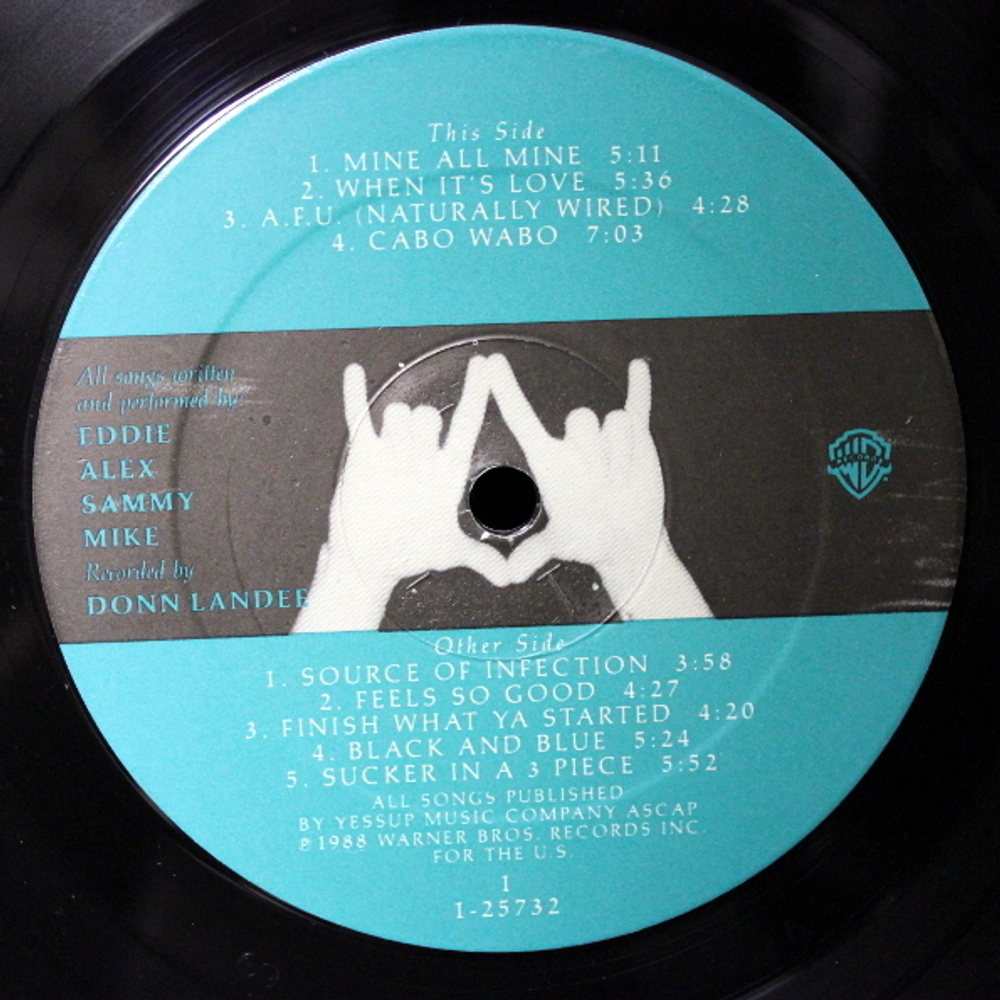 This Side
1. MINE ALL MINE 5:11
2. WHEN IT'S LOVE 5:36
3. A.F.U. (NATURALLY WIRED) 4:28
4. CABO WABO 7:03
All songs written
and performed by:
EDDIE
ALEX
SAMMY
MIKE
Recorded by
DONN LANDEE
RECORDS
Other Side
1. SOURCE OF INFECTION 3:58
2. FEELS SO GOOD 4:27
3. FINISH WHAT YA STARTED 4:20
4. BLACK AND BLUE 5:24
5. SUCKER IN A 3 PIECE 5:52
ALL SONGS PUBLISHED
BY YESSUP MUSIC COMPANY ASCAP
℗ 1988 WARNER BROS. RECORDS INC.
FOR THE U.S.
1
1-25732